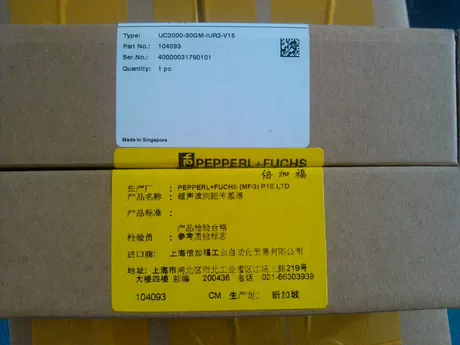 Type: UC2000-30GM-IUR2-V15
Part No.: 104093
Ser.No.: 40000031790101
Quantity: 1 pc
Made in Singapore
PEPPERL+FUCHS
倍加福
生产厂: PEPPERL+FUCHS (MFG) PTE LTD
产品名称: 超声波测距传感器
产品标准:
产品检验合格
检验员: 参考质验标志
进口商: 上海倍加福工业自动化贸易有限公司
地址: 上海市闸北区市北工业园区江场三路219号
大楼四楼 邮编 200436 电话 021-66303939
104093 CM 生产地: 新加坡